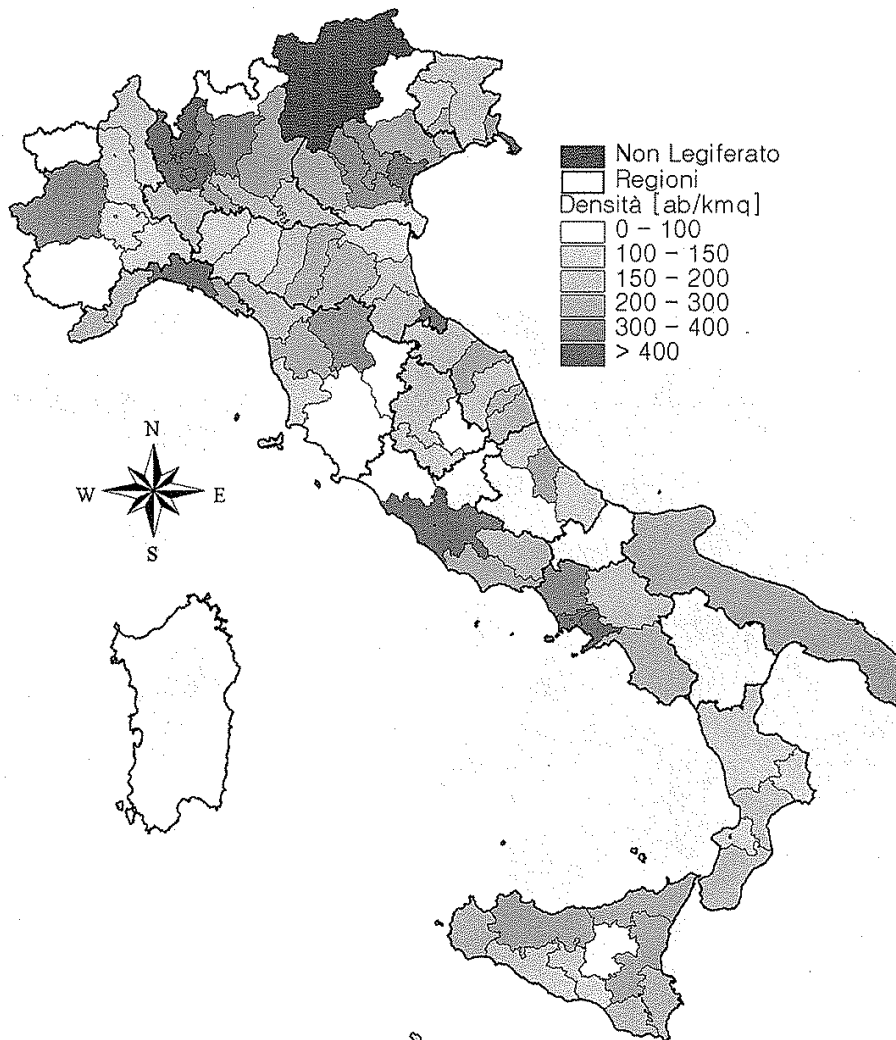 Non Legiferato
Regioni
Densità [ab/kmq]
0 - 100
100 - 150
150 - 200
200 - 300
300 - 400
> 400
N
W
E
S